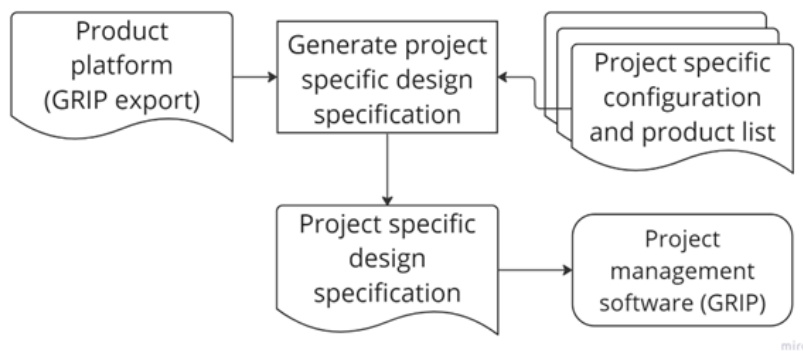 Product
platform
(GRIP export)
Generate project
specific design
specification
Project specific
configuration
and product list
Project specific
design
specification
Project
management
software (GRIP)